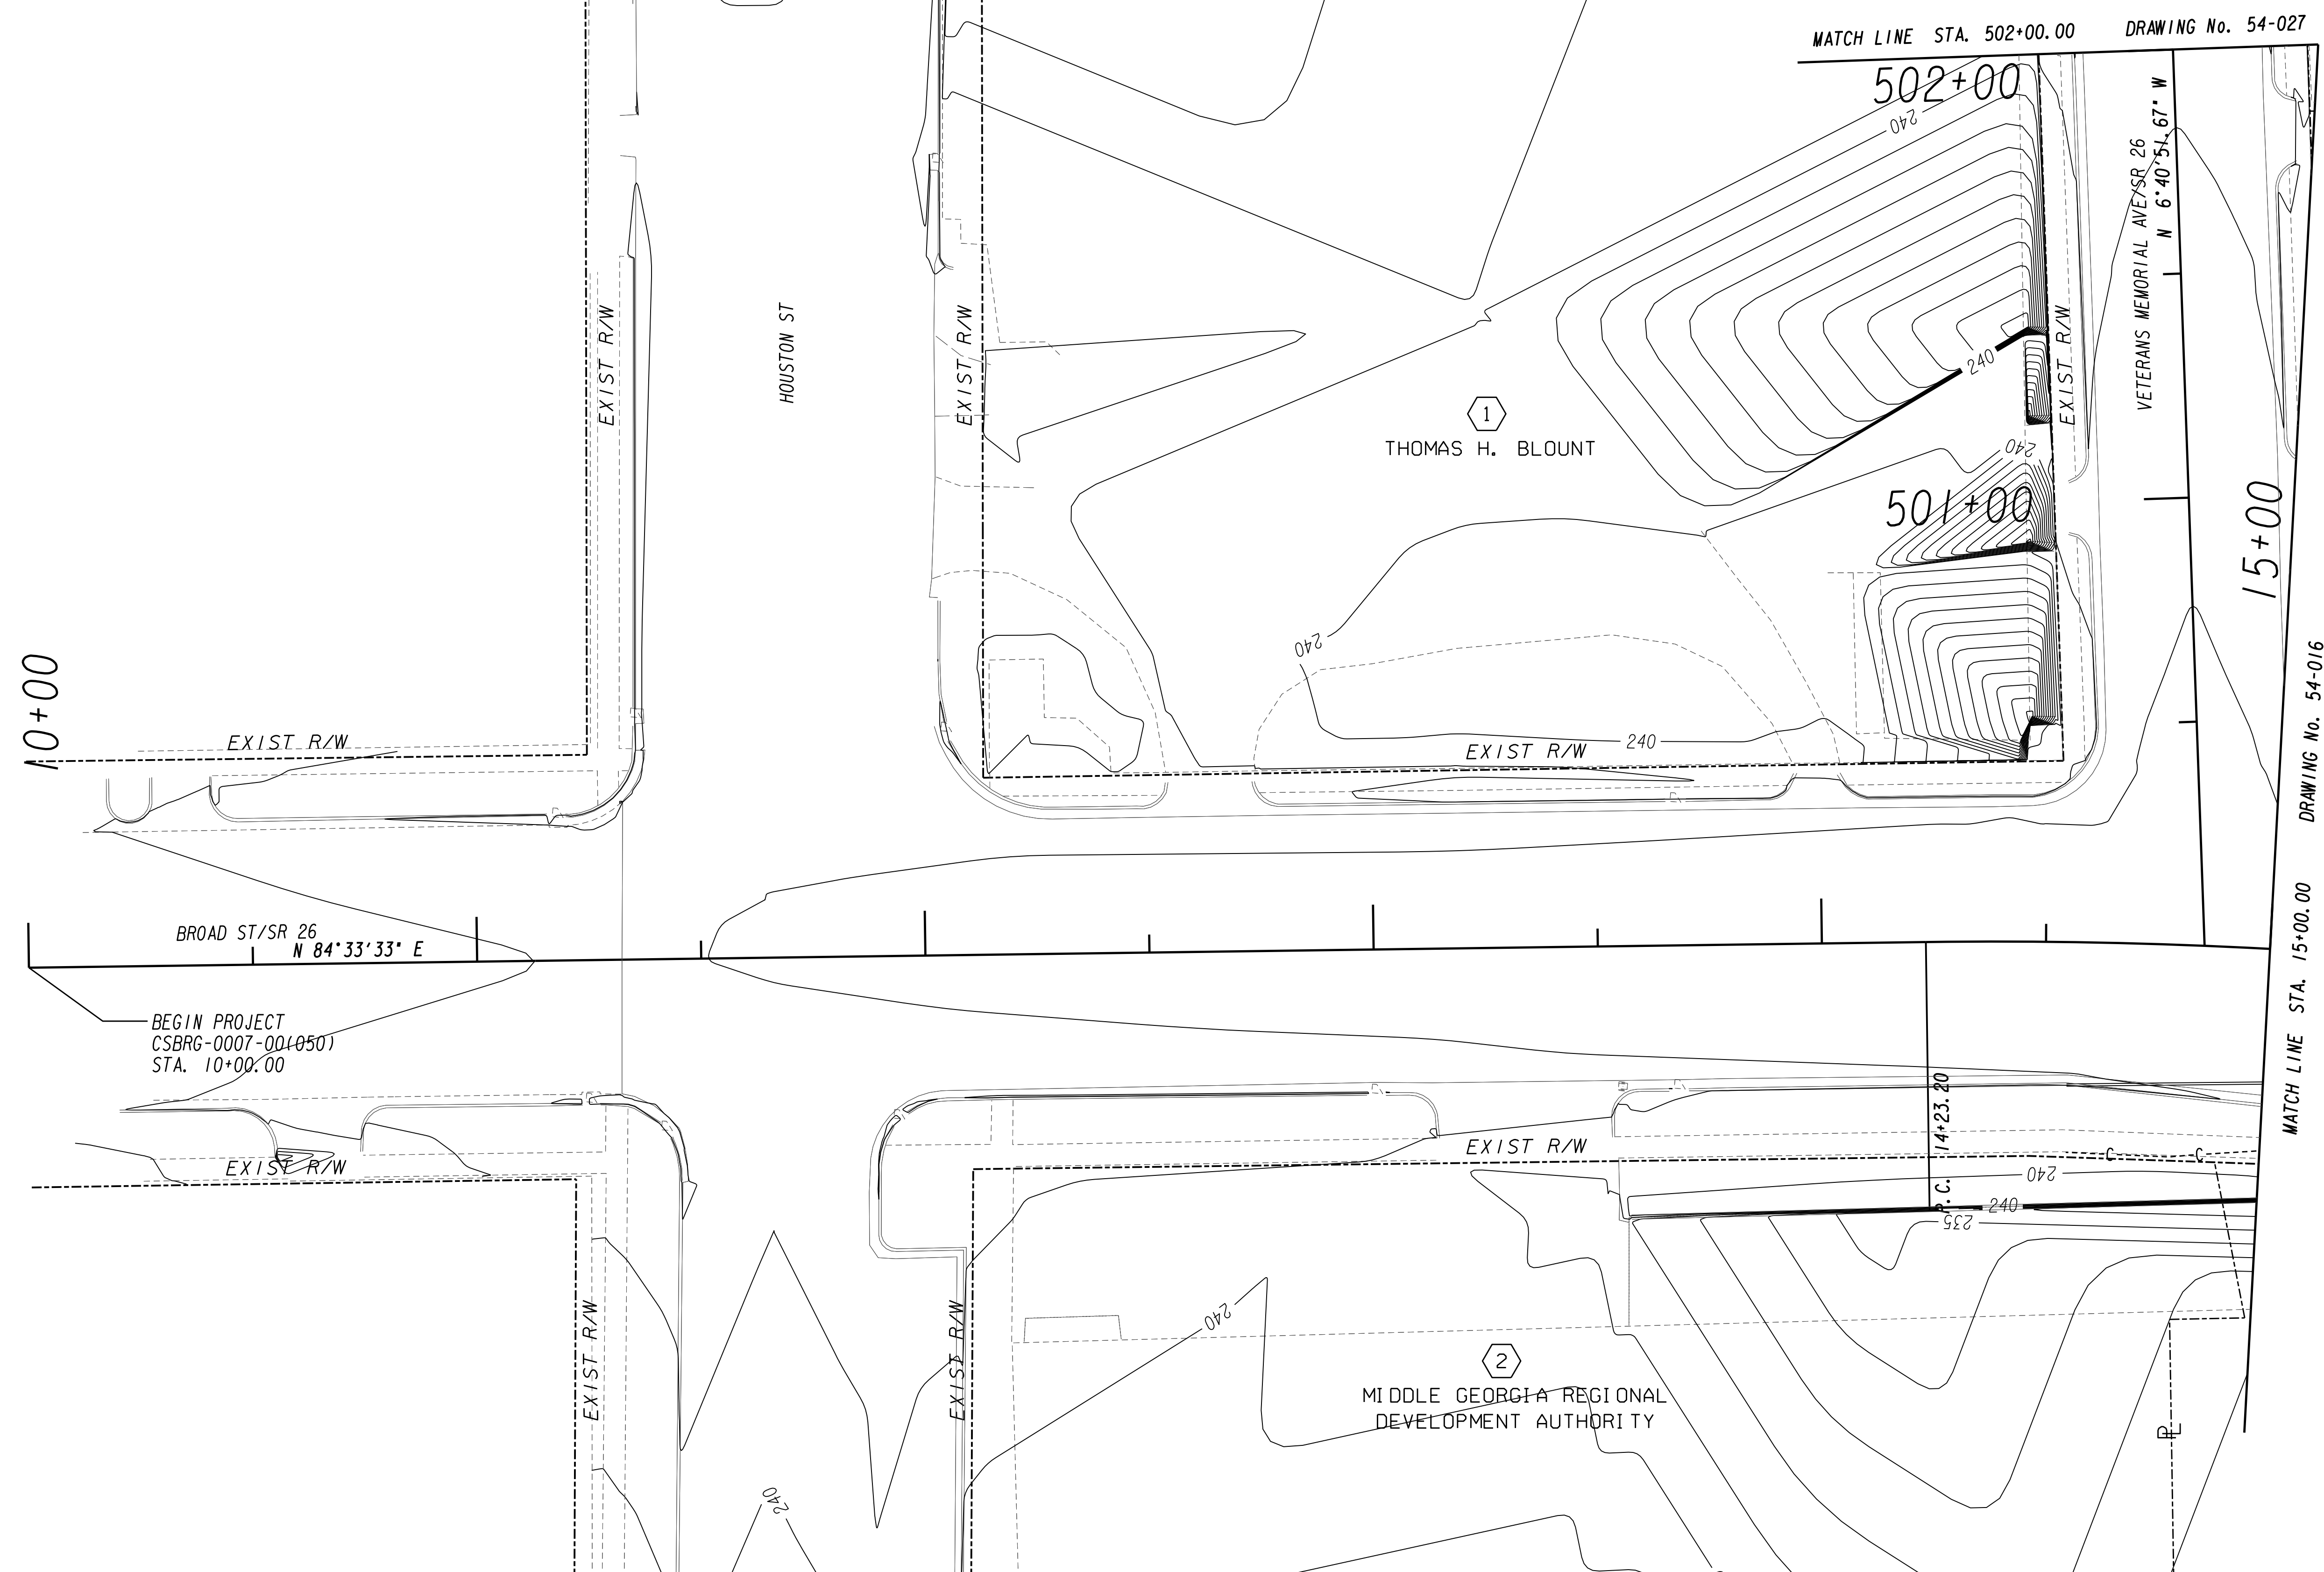 MATCH LINE STA. 502+00.00 DRAWING No. 54-027
502+00
240
VETERANS MEMORIAL AVE/SR 26
N 6°40'51.67" W
EXIST R/W
HOUSTON ST
EXIST R/W
EXIST R/W
240
1
THOMAS H. BLOUNT
240
501+00
15+00
240
10+00
EXIST R/W
EXIST R/W
240
MATCH LINE STA. 15+00.00 DRAWING No. 54-016
BROAD ST/SR 26
N 84°33'33" E
BEGIN PROJECT
CSBRG-0007-00(050)
STA. 10+00.00
P.C. 14+23.20
EXIST R/W
EXIST R/W
C
C
240
240
235
EXIST R/W
EXIST R/W
240
2
MIDDLE GEORGIA REGIONAL
DEVELOPMENT AUTHORITY
PL
240